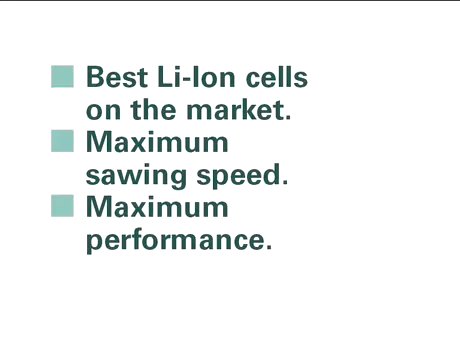 Best Li-Ion cells
on the market.
Maximum
sawing speed.
Maximum
performance.